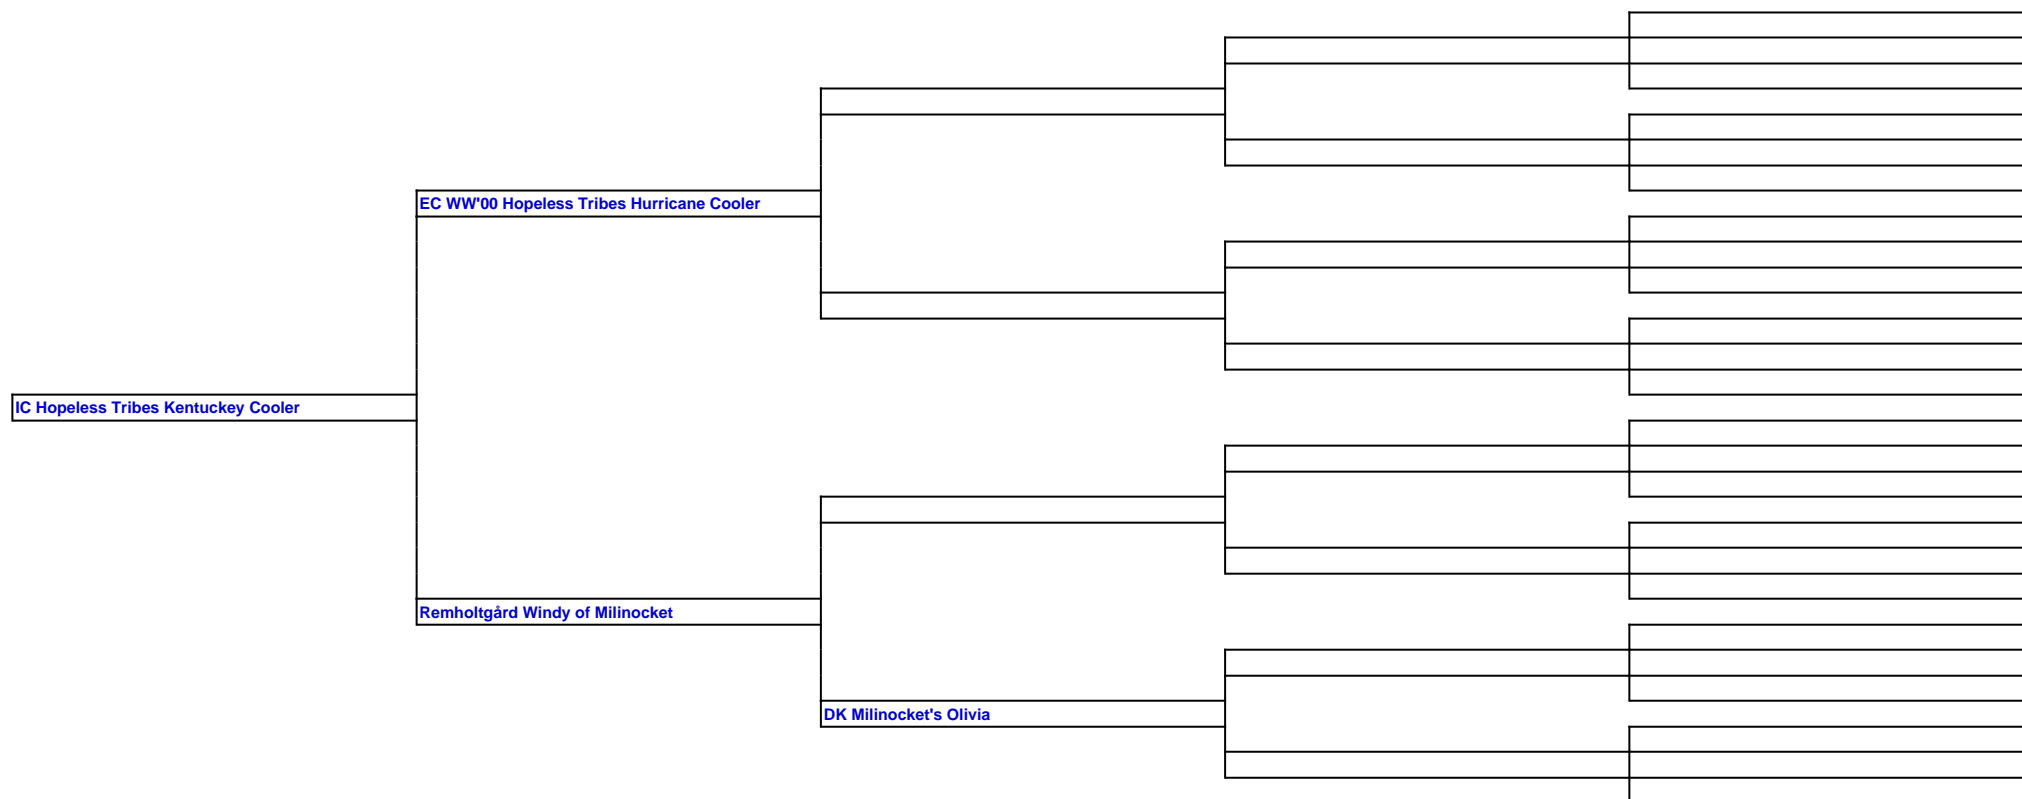 EC WW'00 Hopeless Tribes Hurricane Cooler
IC Hopeless Tribes Kentuckey Cooler
Remholtgård Windy of Milinocket
DK Milinocket's Olivia